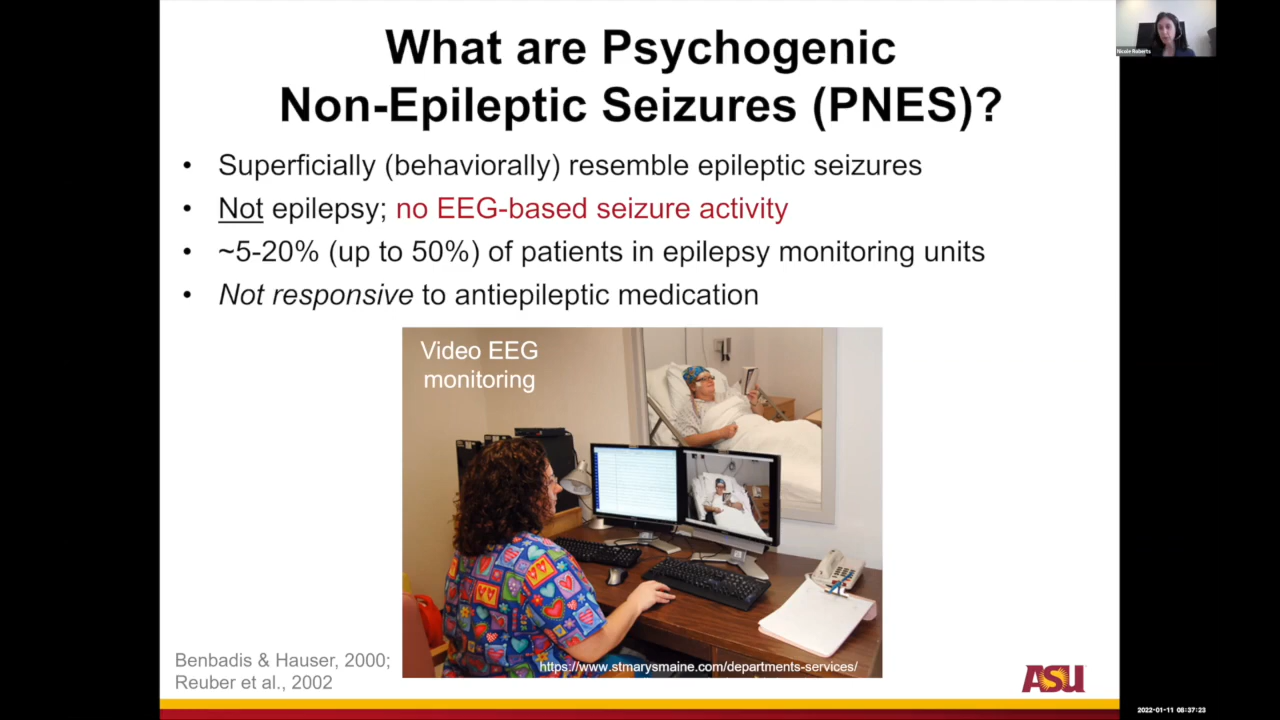 What are Psychogenic
Non-Epileptic Seizures (PNES)?
Nicole Roberts
• Superficially (behaviorally) resemble epileptic seizures
• Not epilepsy; no EEG-based seizure activity
• ~5-20% (up to 50%) of patients in epilepsy monitoring units
• Not responsive to antiepileptic medication
Video EEG
monitoring
https://www.stmarysmaine.com/departments-services/
Benbadis & Hauser, 2000;
Reuber et al., 2002
ASU
2022-01-11 08:37:23